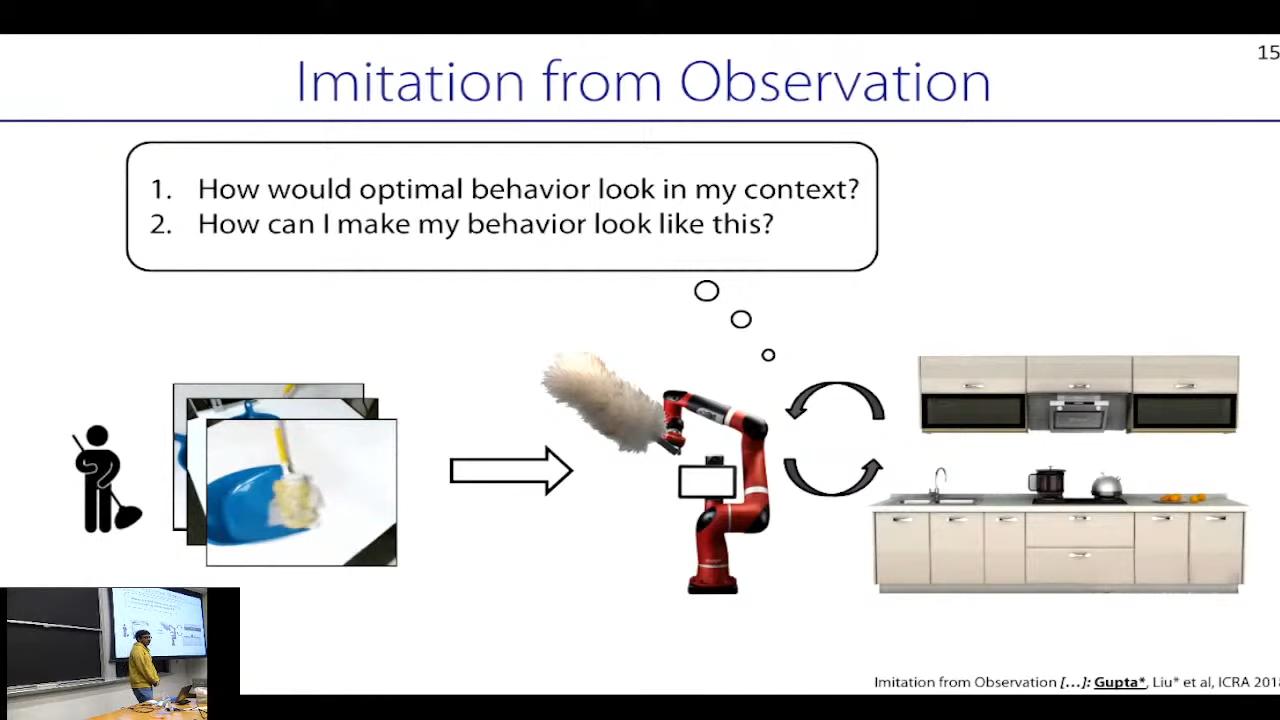 15
Imitation from Observation
1. How would optimal behavior look in my context?
2. How can I make my behavior look like this?
Imitation from Observation [...]: Gupta*, Liu* et al, ICRA 2018